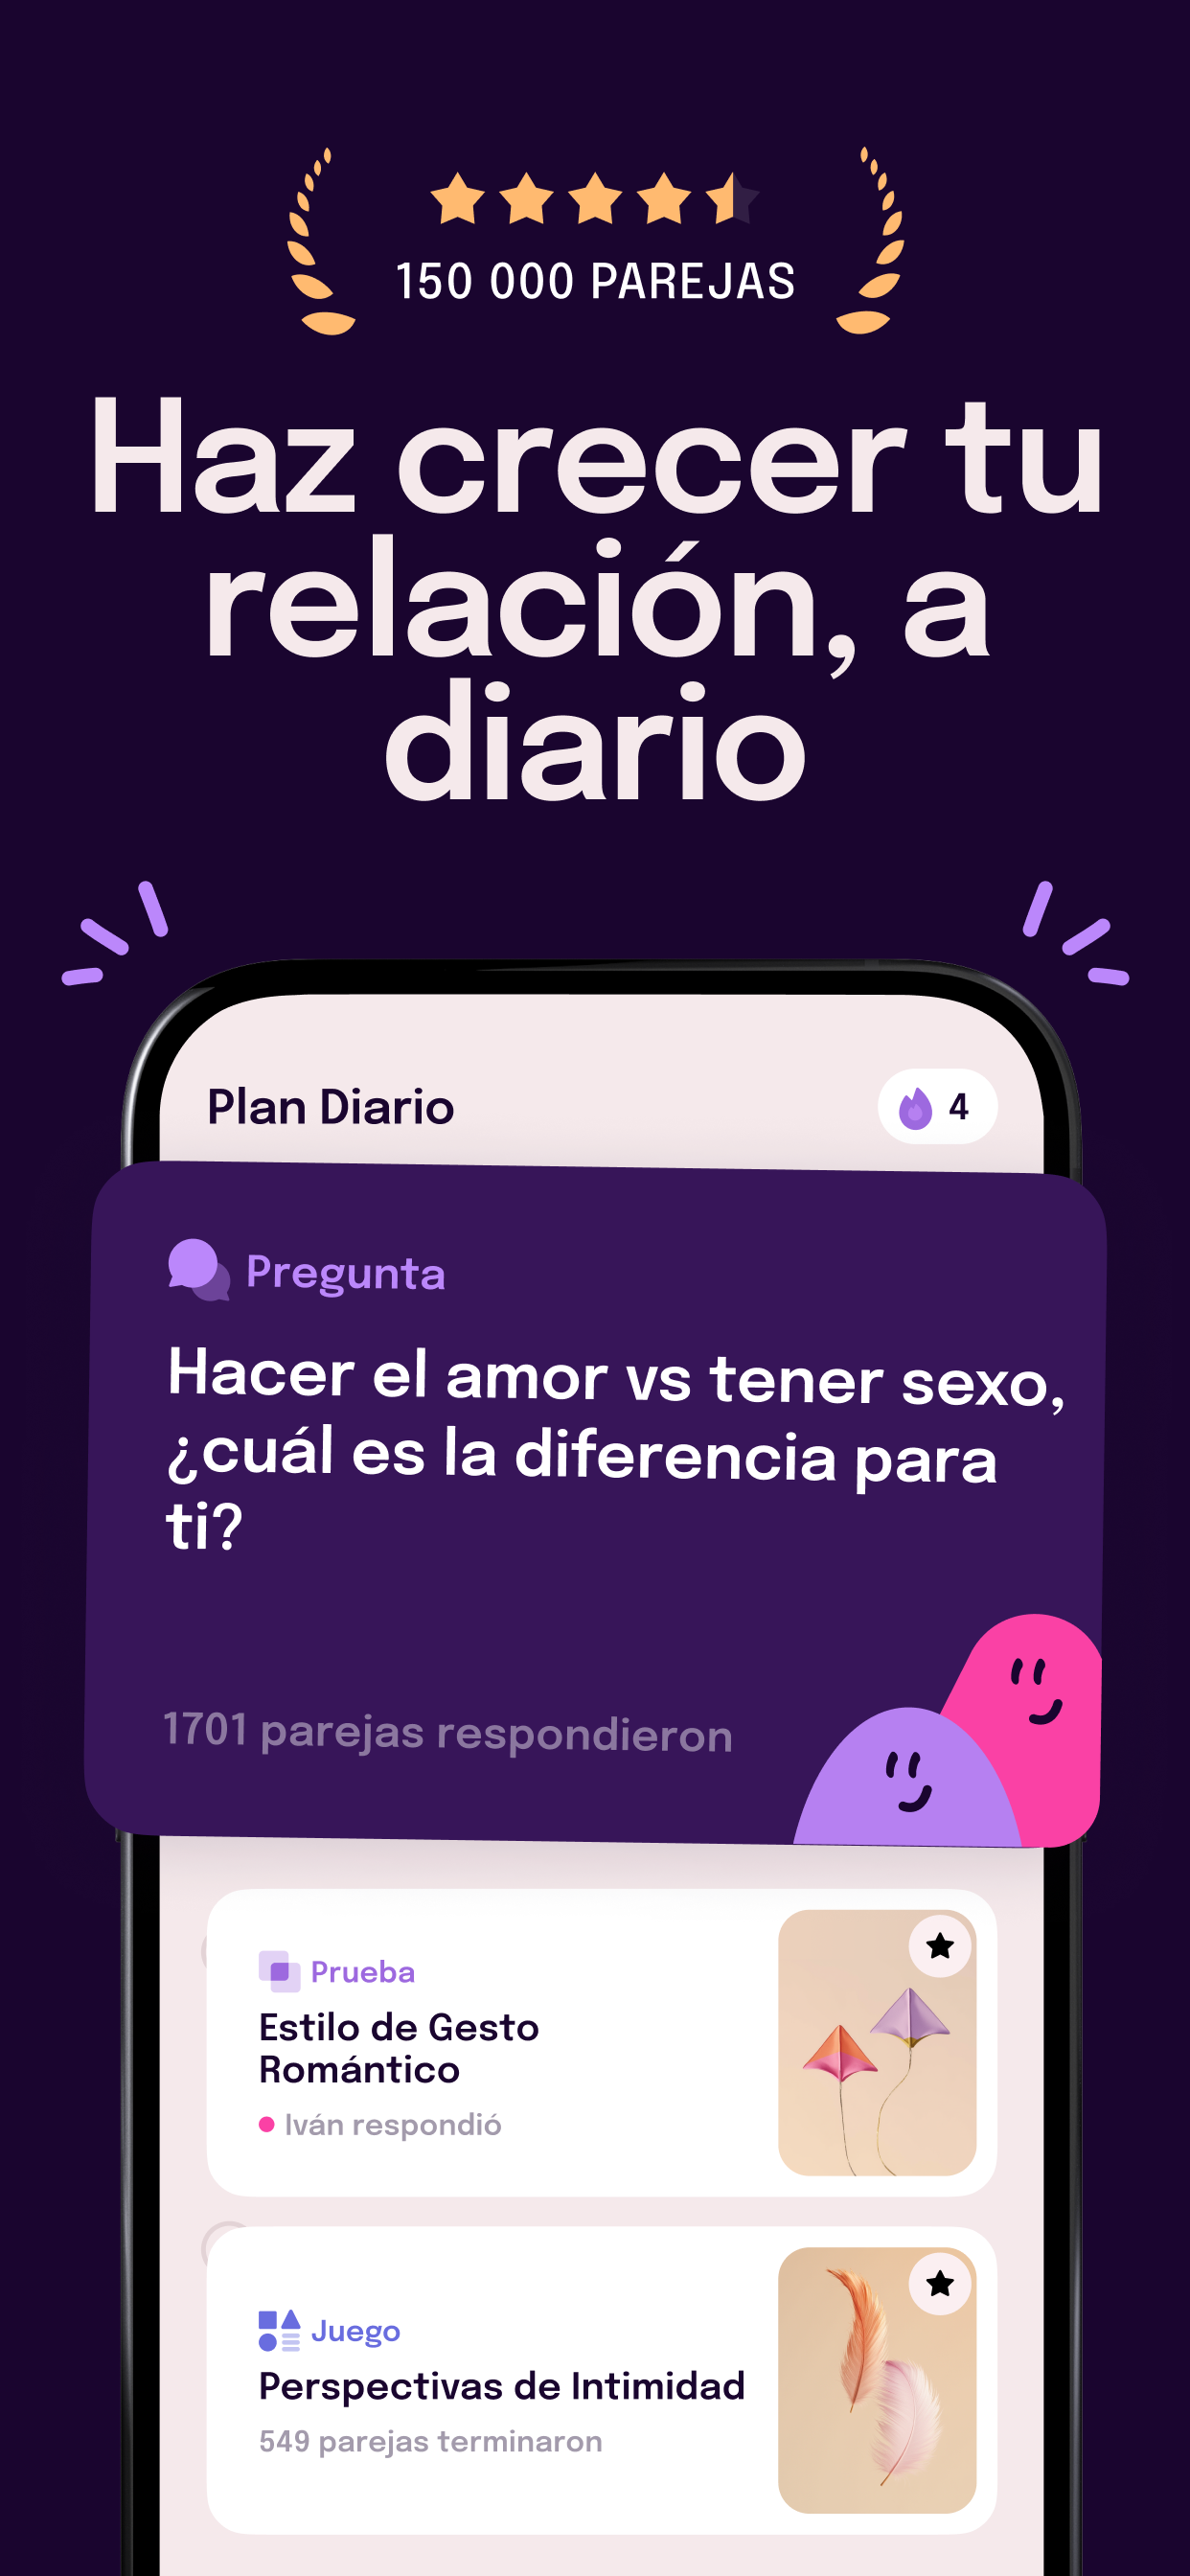 150 000 PAREJAS
Haz crecer tu
relación, a
diario
Plan Diario
4
Pregunta
Hacer el amor vs tener sexo,
¿cuál es la diferencia para
ti?
1701 parejas respondieron
Prueba
Estilo de Gesto
Romántico
Iván respondió
Juego
Perspectivas de Intimidad
549 parejas terminaron